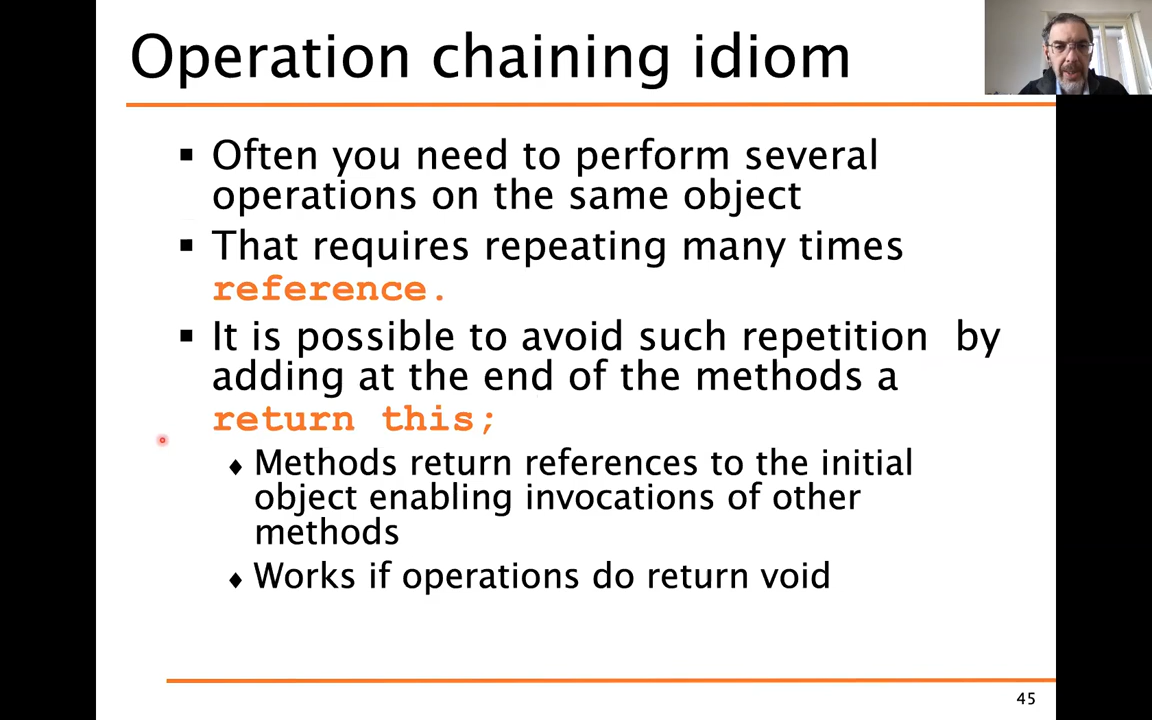 Operation chaining idiom
▪ Often you need to perform several
operations on the same object
▪ That requires repeating many times
reference.
▪ It is possible to avoid such repetition by
adding at the end of the methods a
return this;
♦ Methods return references to the initial
object enabling invocations of other
methods
♦ Works if operations do return void
45